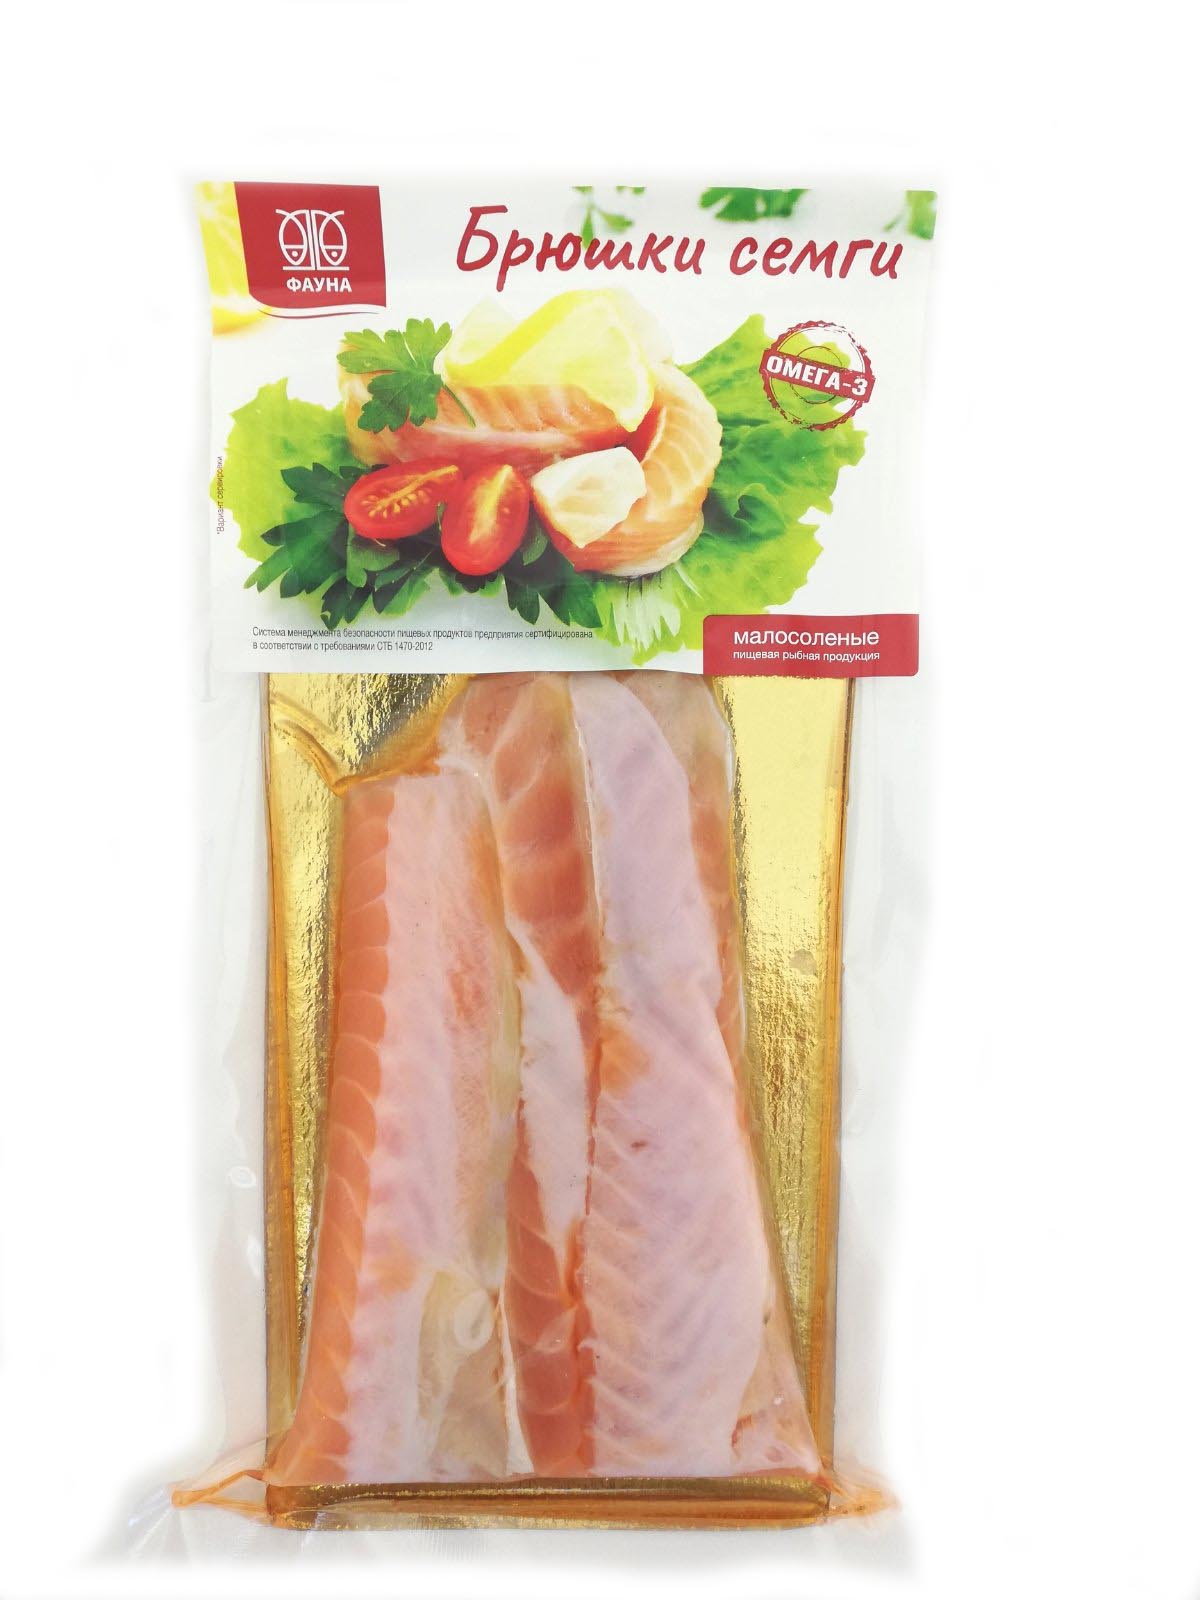 ФАУНА
Брюшки семги
ОМЕГА-3
*Вариант сервировки
Система менеджмента безопасности пищевых продуктов предприятия сертифицирована
в соответствии с требованиями СТБ 1470-2012
малосоленые
пищевая рыбная продукция